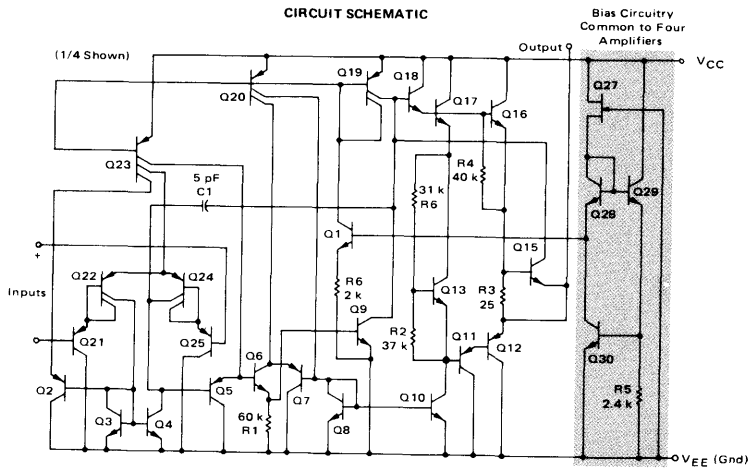 CIRCUIT SCHEMATIC
Bias Circuitry
Common to Four
Amplifiers
(1/4 Shown)
Output
VCC
Q19
Q18
Q17
Q16
Q27
Q20
Q23
5 pF
C1
31 k
R6
R4
40 k
Q28
Q29
+
Q1
Q15
Q22
Q24
R6
2 k
Q13
R3
25
Inputs
Q9
Q21
Q25
R2
37 k
Q11
Q12
Q30
Q2
Q5
Q6
Q7
Q10
R5
2.4 k
Q3
Q4
60 k
R1
Q8
VEE (Gnd)